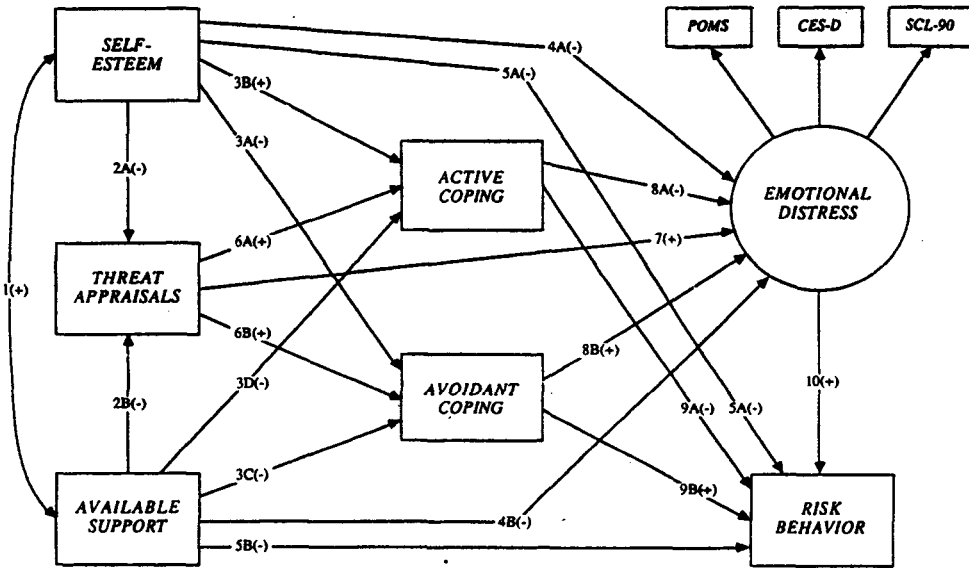 POMS
CES-D
SCL-90
SELF-
ESTEEM
4A(-)
5A(-)
3B(+)
3A(-)
2A(-)
ACTIVE
COPING
8A(-)
EMOTIONAL
DISTRESS
6A(+)
7(+)
THREAT
APPRAISALS
1(+)
6B(+)
8B(+)
3D(-)
2B(-)
AVOIDANT
COPING
10(+)
9A(-)
5A(-)
3C(-)
9B(+)
AVAILABLE
SUPPORT
4B(-)
RISK
BEHAVIOR
5B(-)